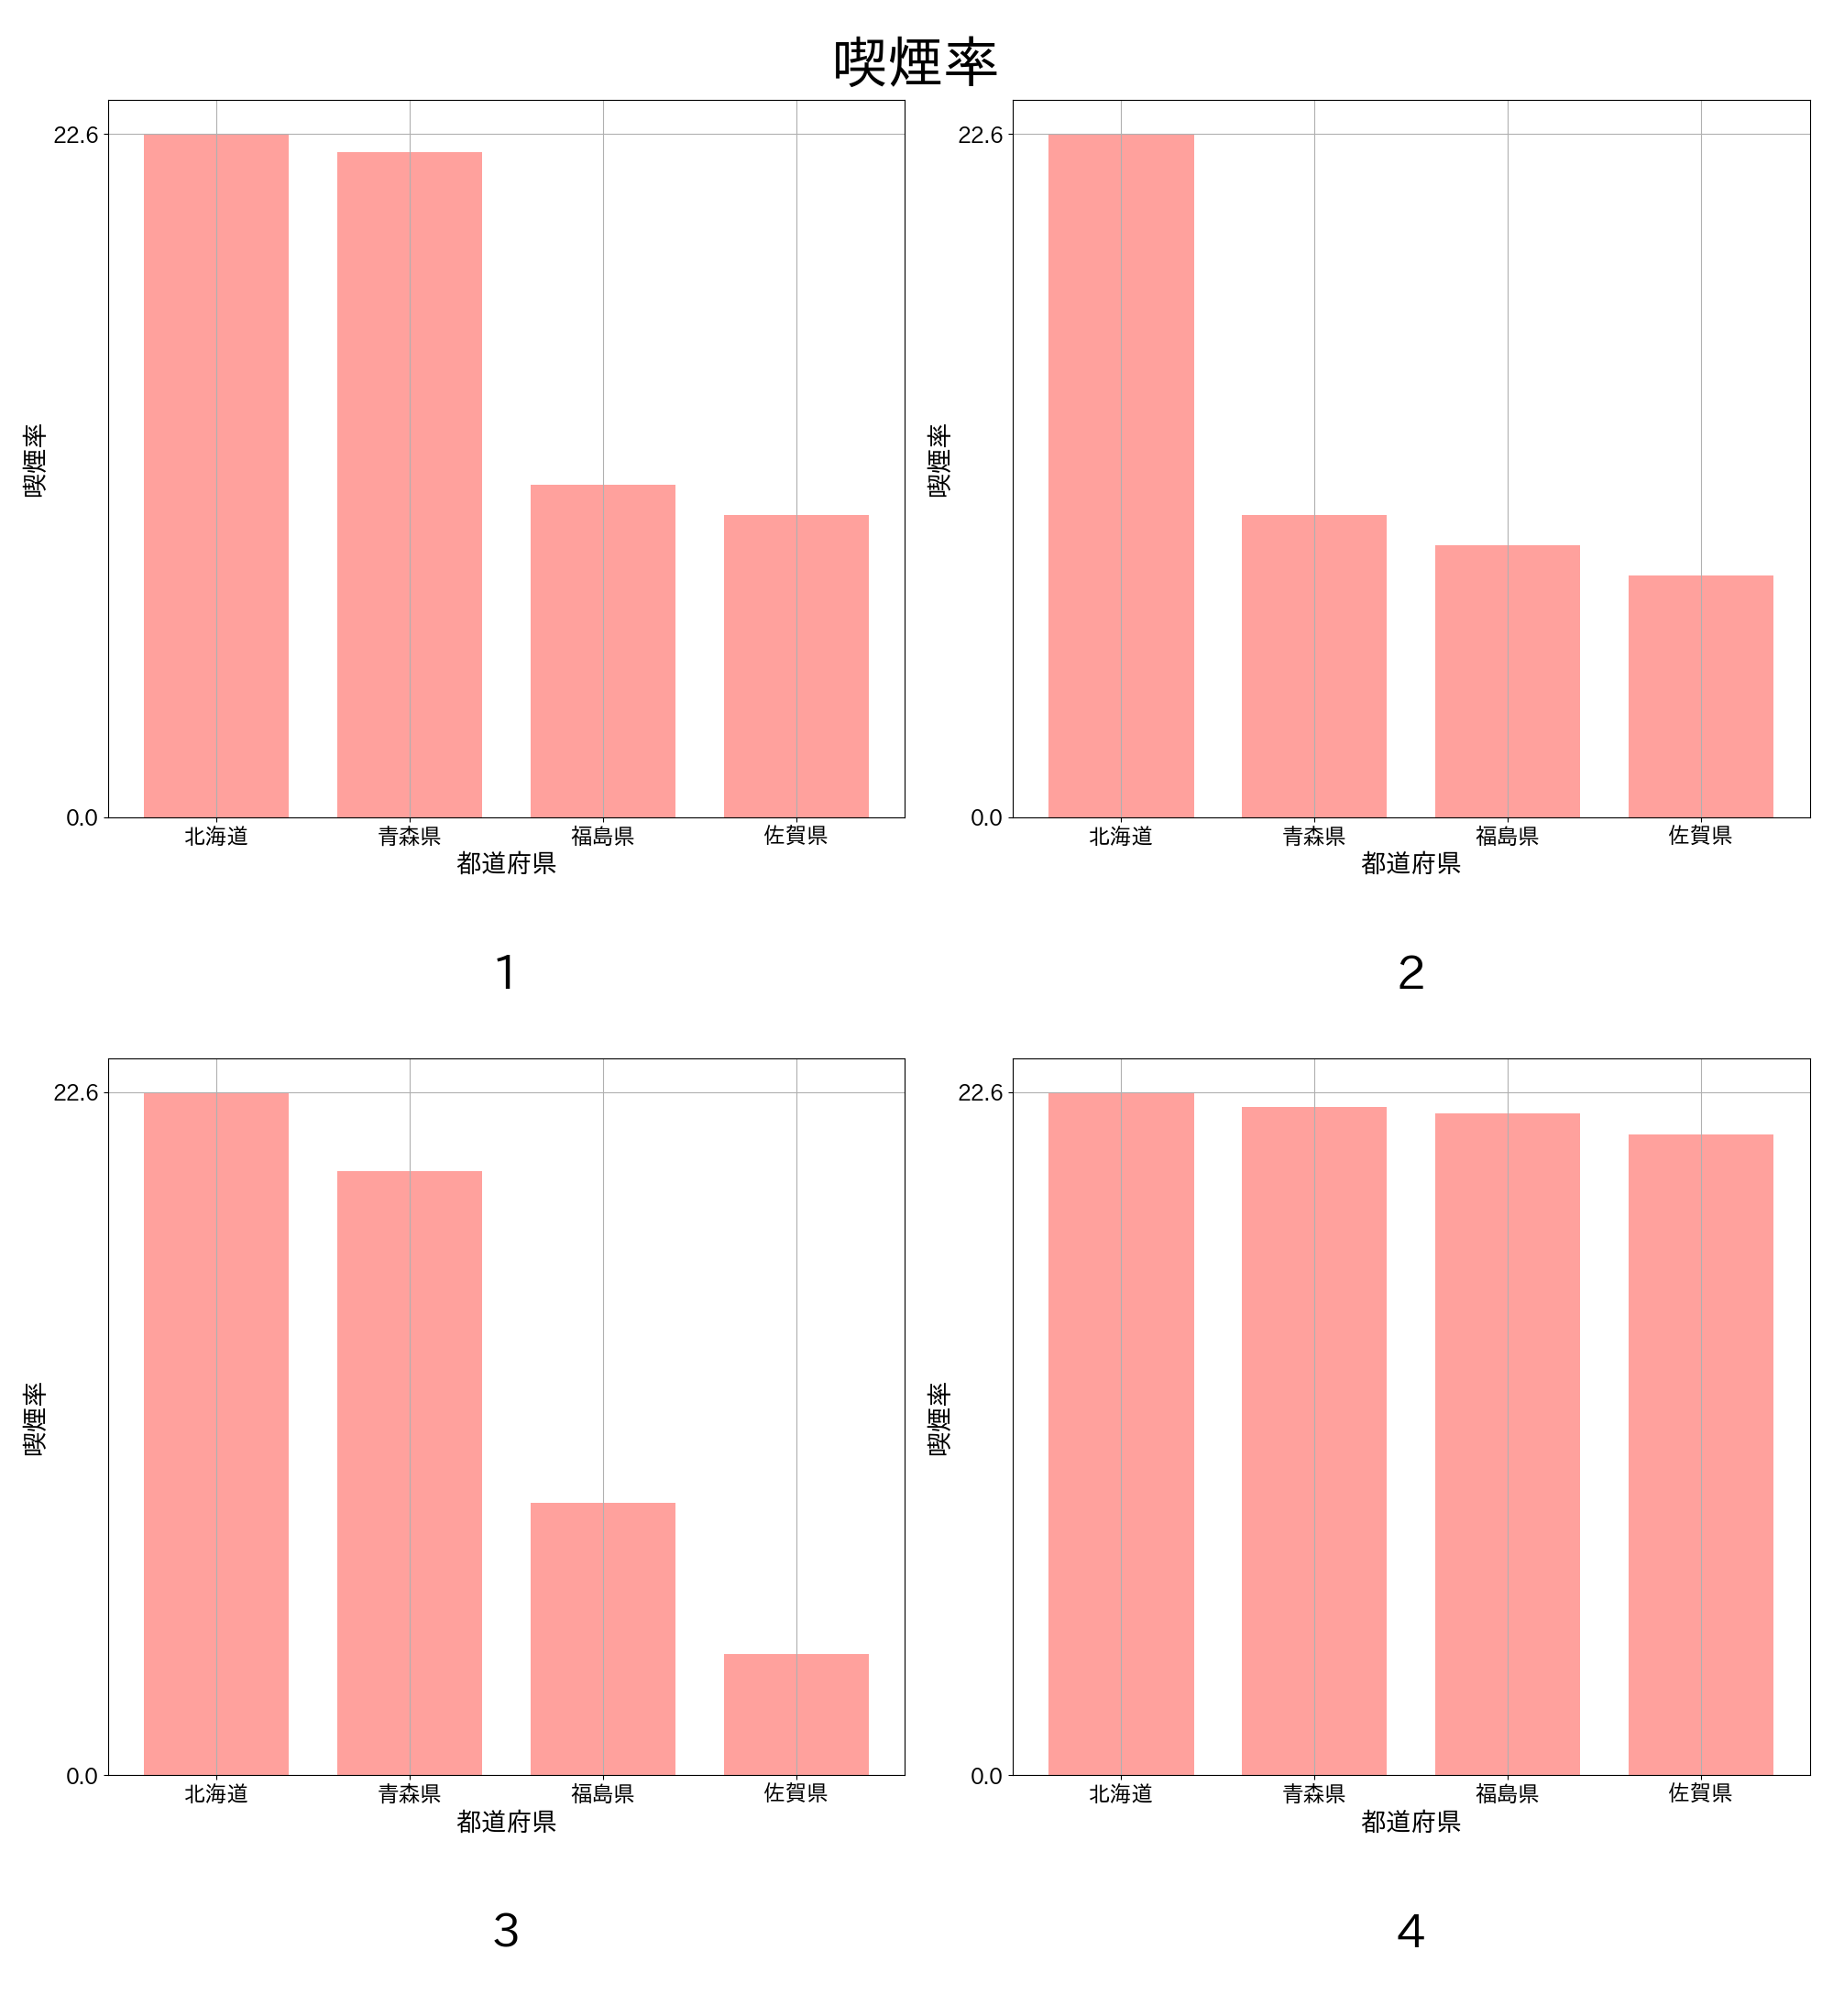 喫煙率
22.6
0.0
喫煙率
北海道 青森県 福島県 佐賀県
都道府県
1
22.6
0.0
喫煙率
北海道 青森県 福島県 佐賀県
都道府県
2
22.6
0.0
喫煙率
北海道 青森県 福島県 佐賀県
都道府県
3
22.6
0.0
喫煙率
北海道 青森県 福島県 佐賀県
都道府県
4